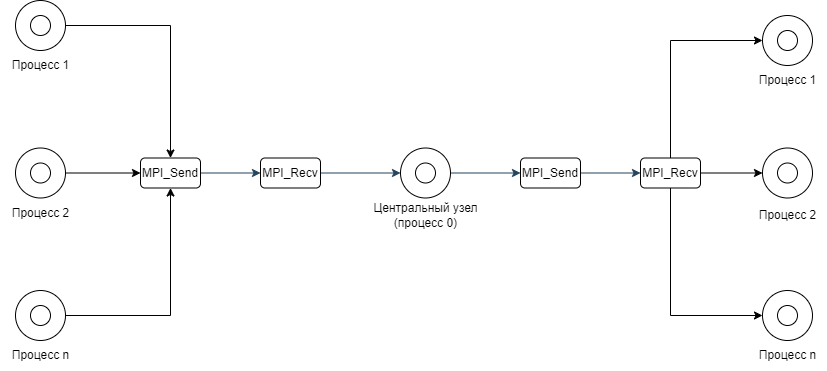 Процесс 1
Процесс 1
MPI_Send
MPI_Recv
MPI_Send
MPI_Recv
Процесс 2
Центральный узел
(процесс 0)
Процесс 2
Процесс n
Процесс n